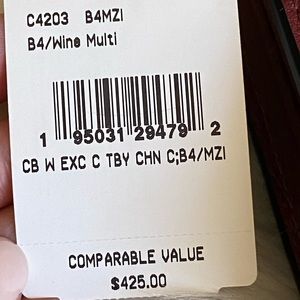 C4203 B4MZI
B4/Wine Multi
1 95031 29479 2
CB W EXC C TBY CHN C;B4/MZI
COMPARABLE VALUE
$425.00